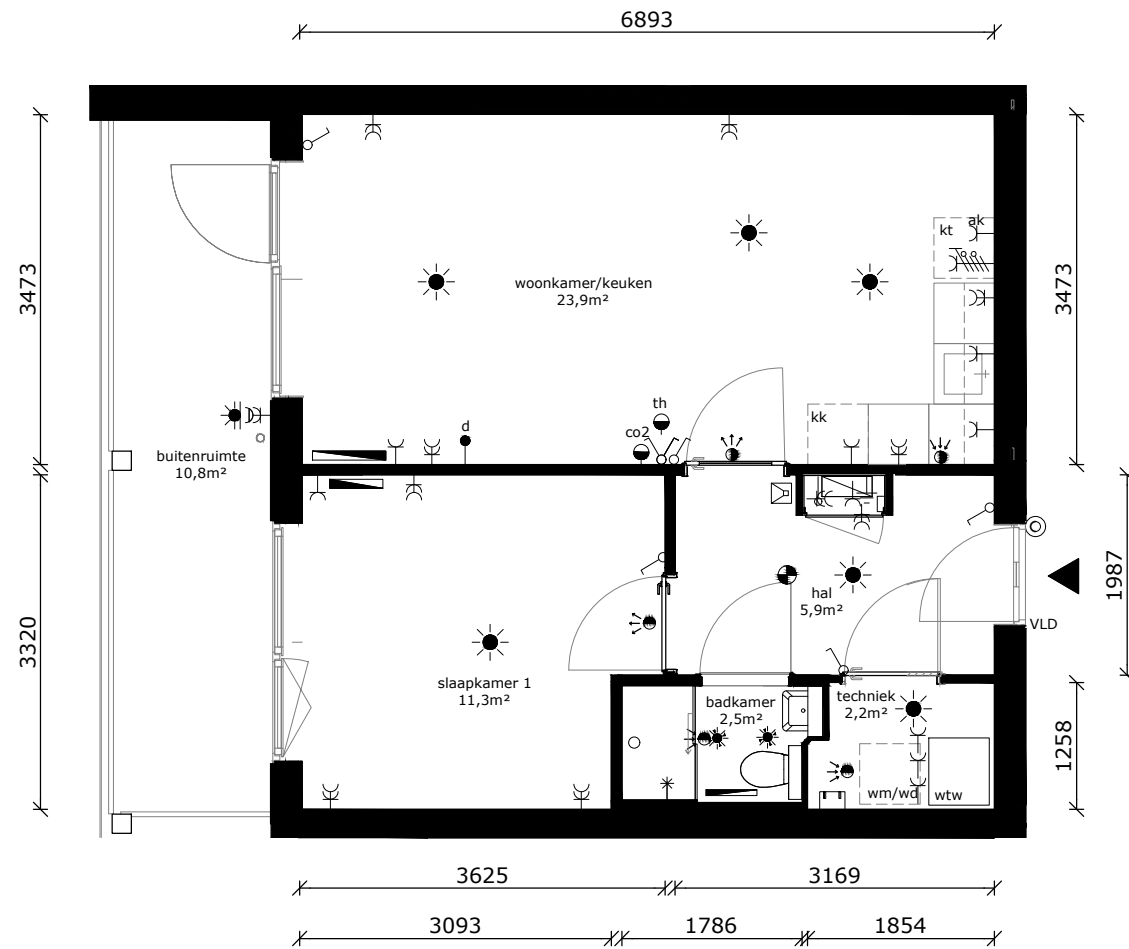 6893
3473
3473
ak
kt
woonkamer/keuken
23,9m²
th
co2
d
kk
buitenruimte
10,8m²
1987
hal
5,9m²
VLD
3320
slaapkamer 1
11,3m²
badkamer
2,5m²
techniek
2,2m²
1258
wm/wd
wtw
3625
3169
3093
1786
1854